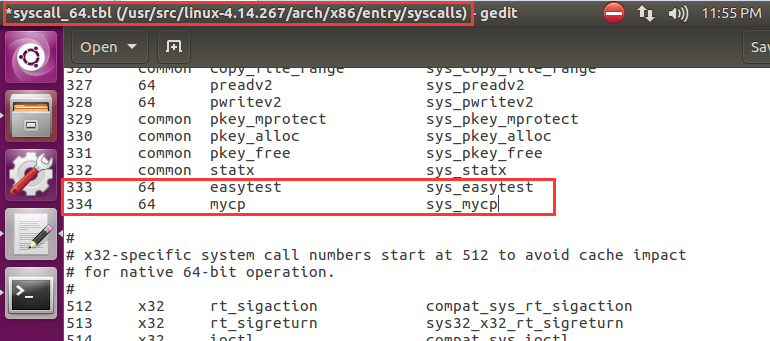 *syscall_64.tbl (/usr/src/linux-4.14.267/arch/x86/entry/syscalls) - gedit 11:55 PM
Open Sav
326 common copy_file_range sys_copy_file_range
327 64 preadv2 sys_preadv2
328 64 pwritev2 sys_pwritev2
329 common pkey_mprotect sys_pkey_mprotect
330 common pkey_alloc sys_pkey_alloc
331 common pkey_free sys_pkey_free
332 common statx sys_statx
333 64 easytest sys_easytest
334 64 mycp sys_mycp
#
# x32-specific system call numbers start at 512 to avoid cache impact
# for native 64-bit operation.
#
512 x32 rt_sigaction compat_sys_rt_sigaction
513 x32 rt_sigreturn sys32_x32_rt_sigreturn
514 x32 ioctl compat_sys_ioctl